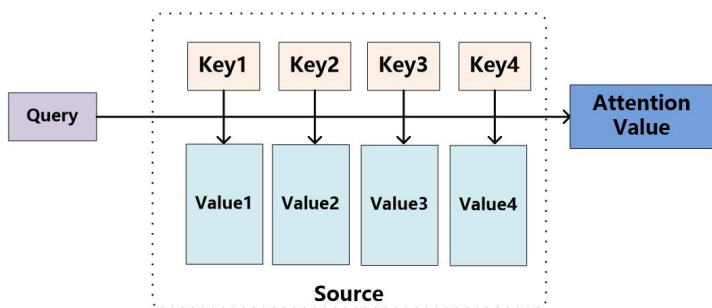 Key1 Key2 Key3 Key4
Query
Attention
Value
Value1 Value2 Value3 Value4
Source